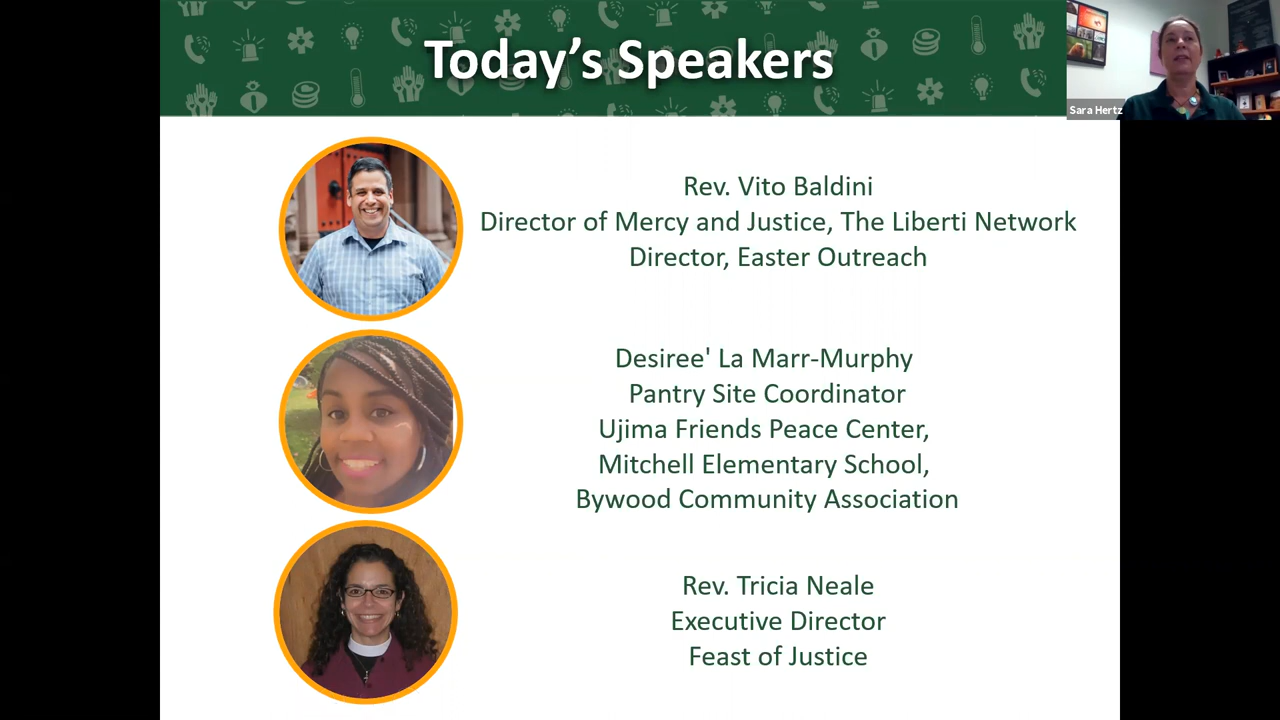 Today's Speakers
Sara Hertz
Rev. Vito Baldini
Director of Mercy and Justice, The Liberti Network
Director, Easter Outreach
Desiree' La Marr-Murphy
Pantry Site Coordinator
Ujima Friends Peace Center,
Mitchell Elementary School,
Bywood Community Association
Rev. Tricia Neale
Executive Director
Feast of Justice